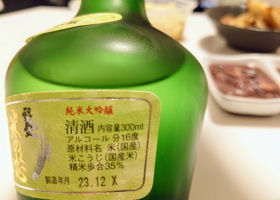 純米大吟醸
清酒 内容量300ml
アルコール分16度
原材料名 米(国産)
米こうじ(国産米)
精米歩合35%
製造年月 23.12 X